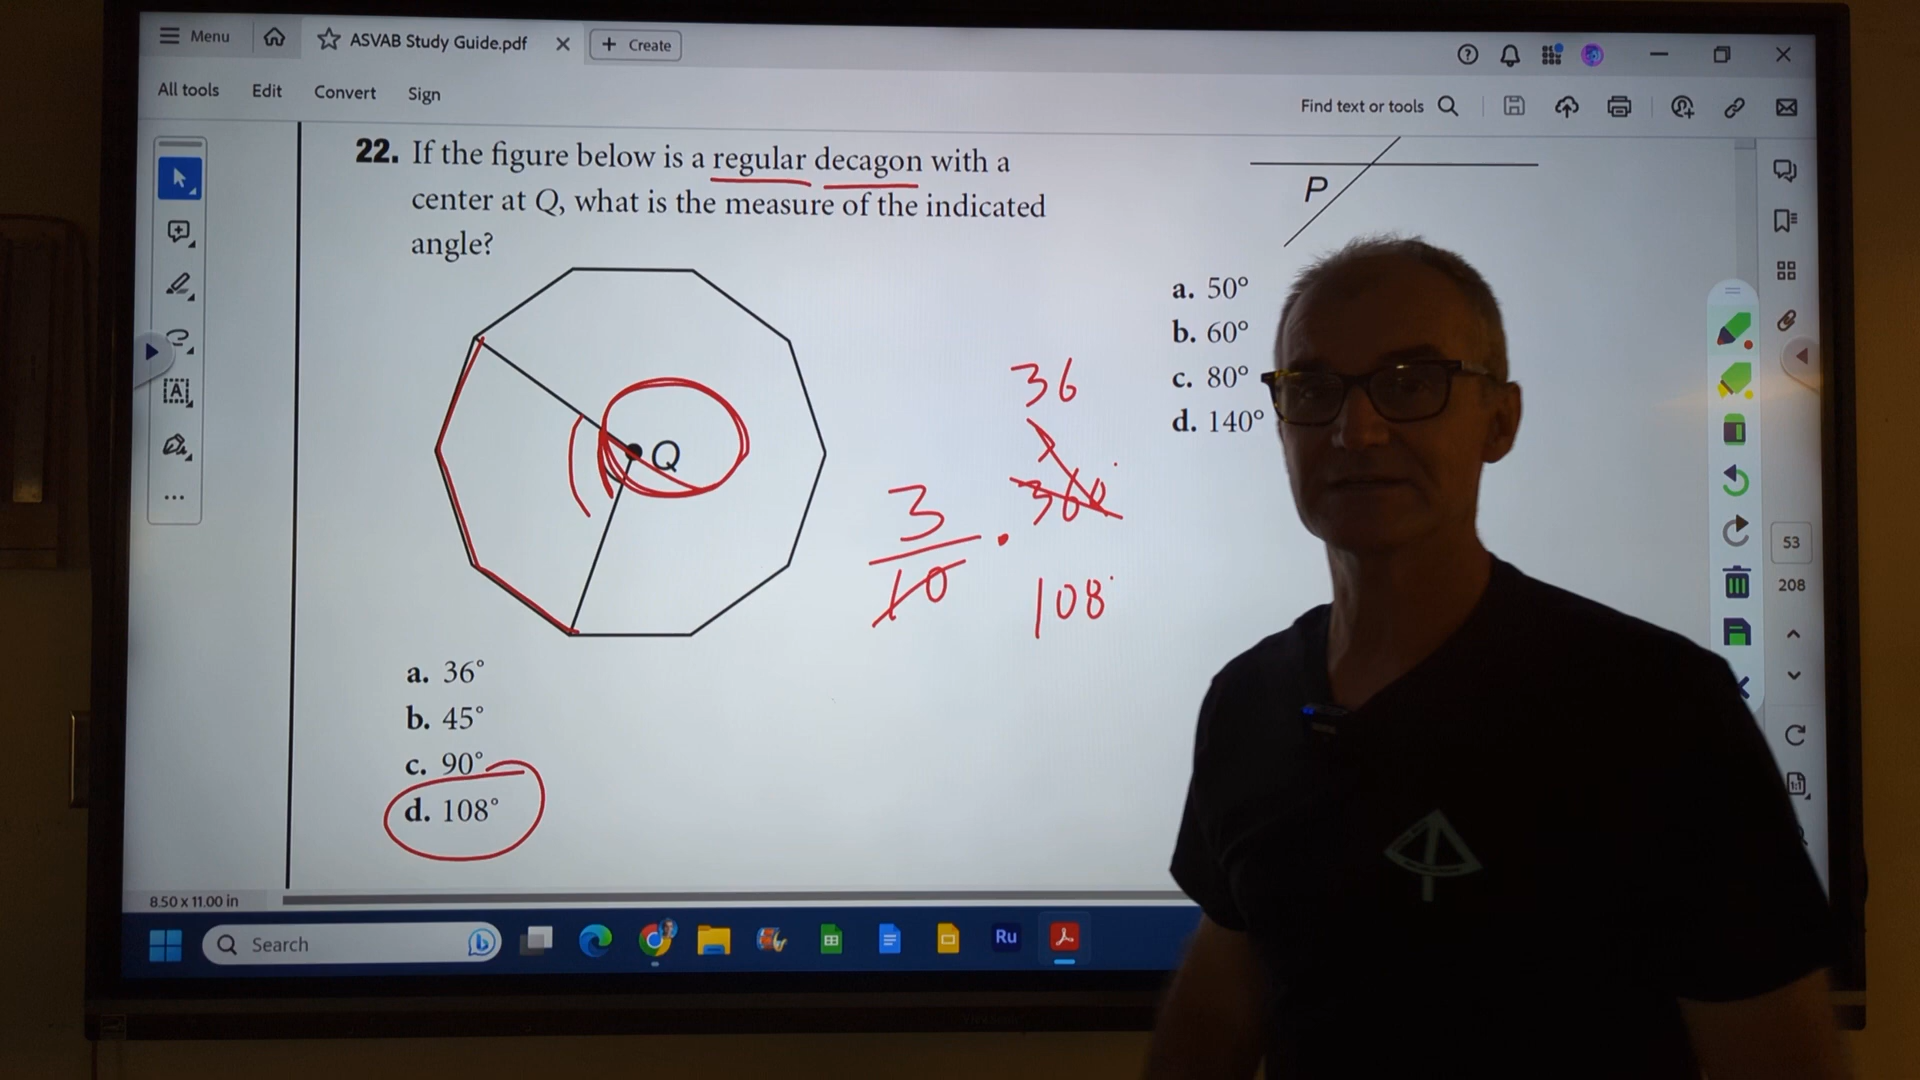 Menu
ASVAB Study Guide.pdf
+ Create
All tools
Edit
Convert
Sign
Find text or tools
22. If the figure below is a regular decagon with a
center at Q, what is the measure of the indicated
angle?
Q
a. 36°
b. 45°
c. 90°
d. 108°
36
3
10
·
360°
108°
P
a. 50°
b. 60°
c. 80°
d. 140°
53
208
8.50 x 11.00 in
Search
Ru